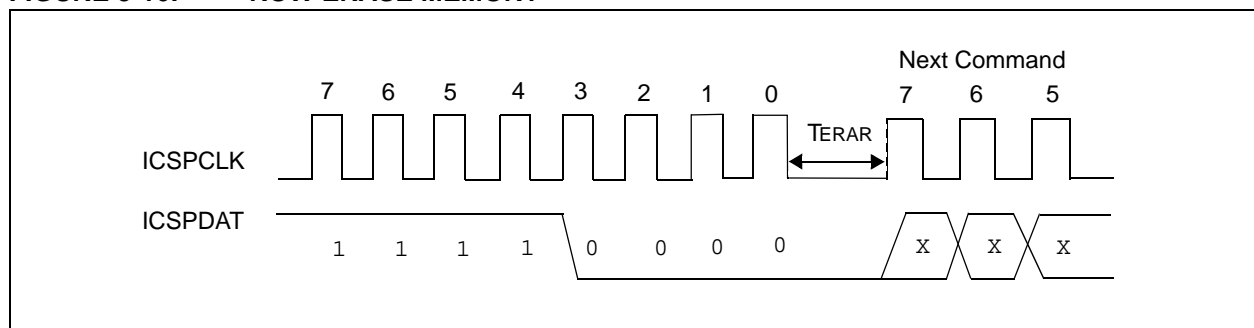 Next Command
7 6 5 4 3 2 1 0 7 6 5
TERAR
ICSPCLK
ICSPDAT
1 1 1 1 0 0 0 0 x x x